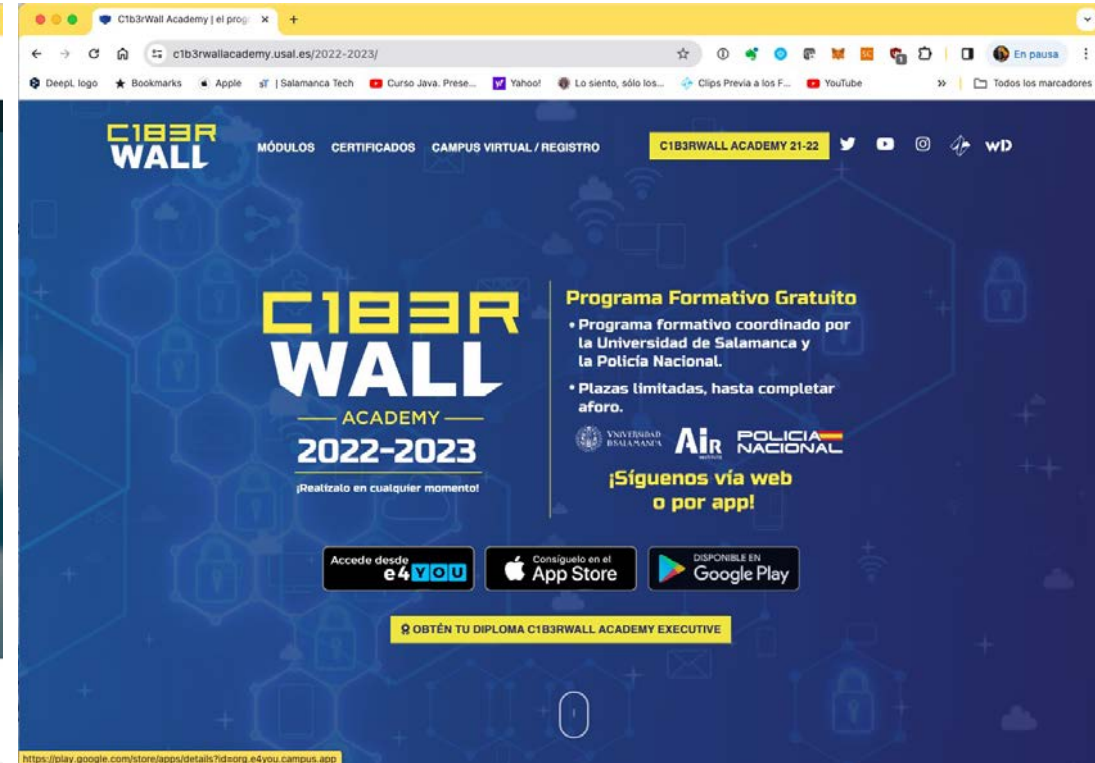 C1b3rWall Academy | el prog
c1b3rwallacademy.usal.es/2022-2023/
En pausa
DeepL logo
Bookmarks
Apple
| Salamanca Tech
Curso Java. Prese...
Yahoo!
Lo siento, sólo los...
Clips Previa a los F...
YouTube
Todos los marcadores
C1B3R
WALL
MÓDULOS CERTIFICADOS CAMPUS VIRTUAL / REGISTRO
C1B3RWALL ACADEMY 21-22
C1B3R
WALL
ACADEMY
2022-2023
¡Realízalo en cualquier momento!
Programa Formativo Gratuito
• Programa formativo coordinado por
la Universidad de Salamanca y
la Policía Nacional.
• Plazas limitadas, hasta completar
aforo.
VNIVERSIDAD
D SALAMANCA
AIR
INSTITUTE
POLICIA
NACIONAL
¡Síguenos vía web
o por app!
Accede desde
e4YOU
Consíguelo en el
App Store
DISPONIBLE EN
Google Play
OBTÉN TU DIPLOMA C1B3RWALL ACADEMY EXECUTIVE
https://play.google.com/store/apps/details?id=org.e4you.campus.app